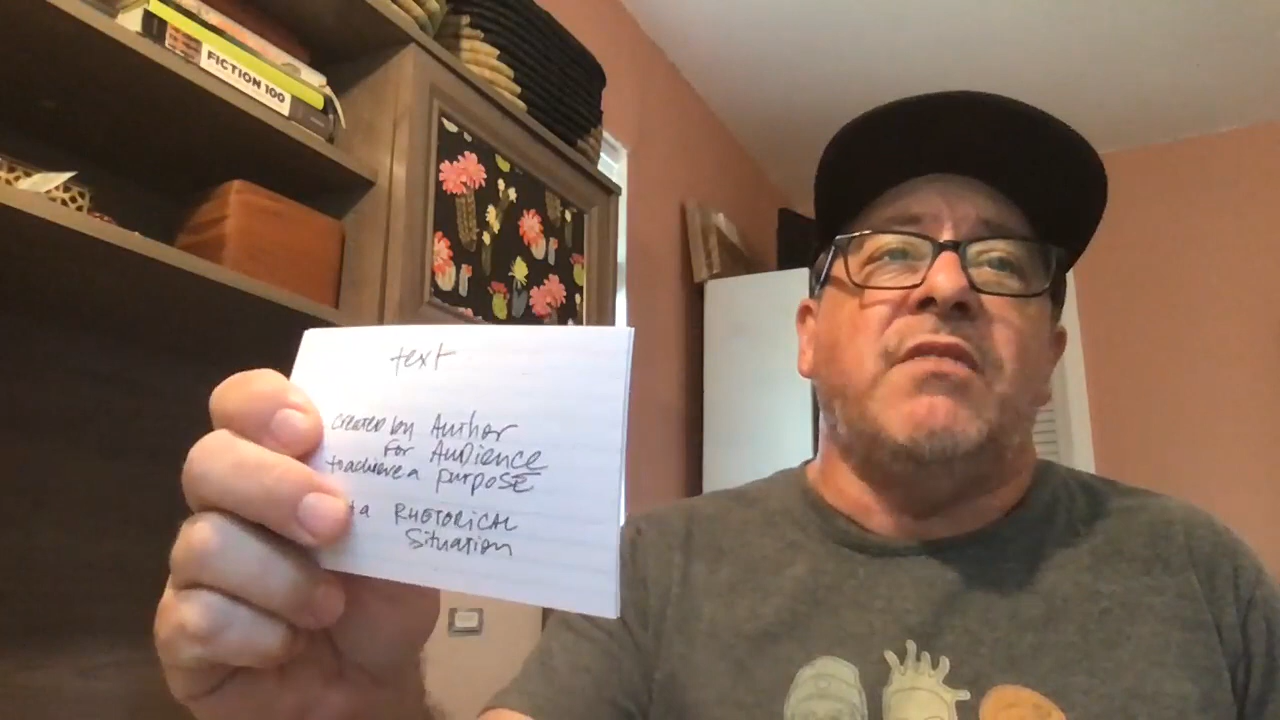 FICTION 100
text
created by Author
for Audience
to achieve a purpose
a RHETORICAL
Situation